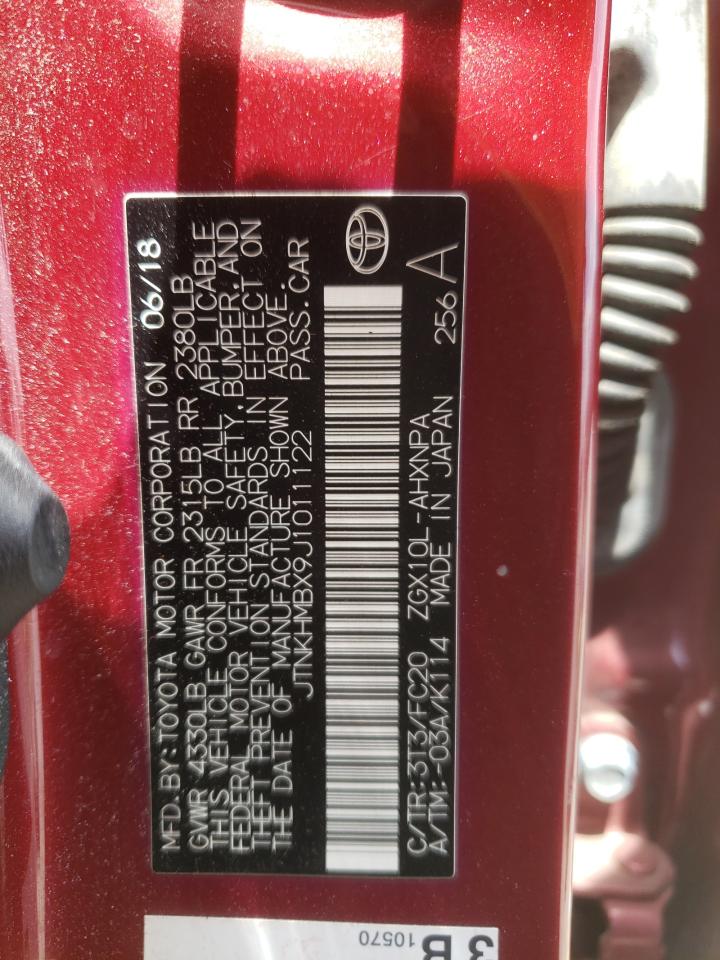 MFD.BY:TOYOTA MOTOR CORPORATION 06/18
GVWR 4330LB GAWR FR 2315LB RR 2380LB
THIS VEHICLE CONFORMS TO ALL APPLICABLE
FEDERAL MOTOR VEHICLE SAFETY,BUMPER,AND
THEFT PREVENTION STANDARDS IN EFFECT ON
THE DATE OF MANUFACTURE SHOWN ABOVE.
JTNKHMBX9J1011122 PASS.CAR
C/TR:3T3/FC20 ZGX10L-AHXNPA
A/TM:-03A/K114 MADE IN JAPAN 256 A
3B
10570